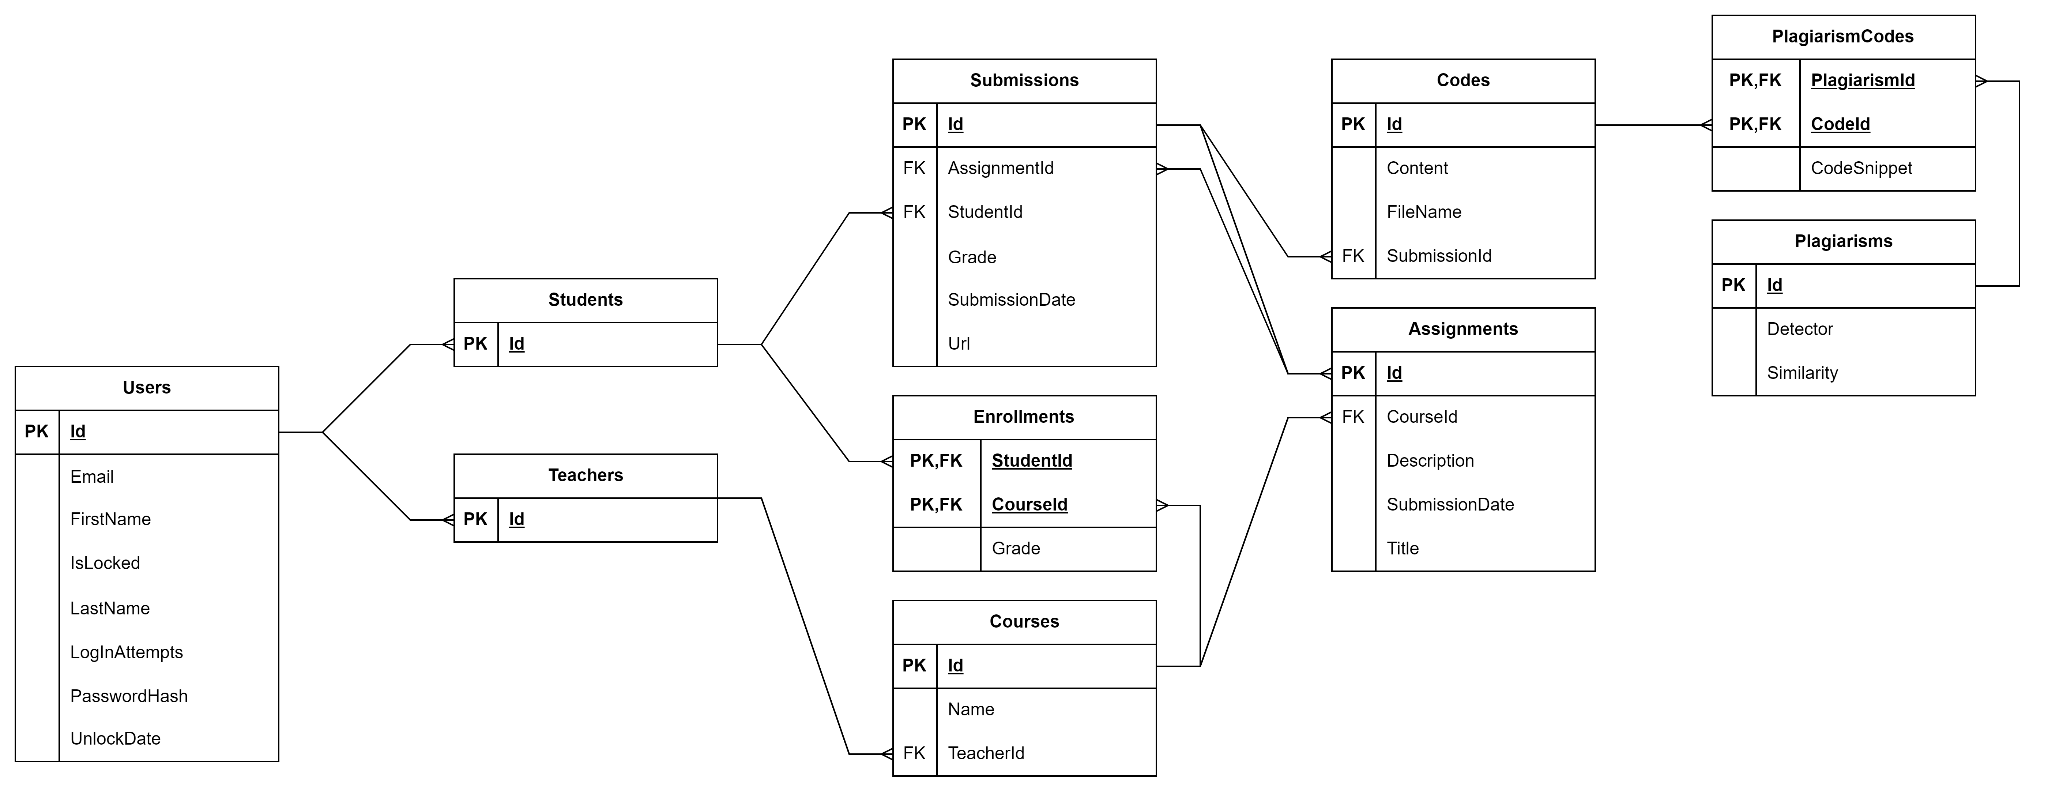 Users
PK Id
Email
FirstName
IsLocked
LastName
LogInAttempts
PasswordHash
UnlockDate
Students
PK Id
Teachers
PK Id
Submissions
PK Id
FK AssignmentId
FK StudentId
Grade
SubmissionDate
Url
Enrollments
PK,FK StudentId
PK,FK CourseId
Grade
Courses
PK Id
Name
FK TeacherId
Codes
PK Id
Content
FileName
FK SubmissionId
Assignments
PK Id
FK CourseId
Description
SubmissionDate
Title
PlagiarismCodes
PK,FK PlagiarismId
PK,FK CodeId
CodeSnippet
Plagiarisms
PK Id
Detector
Similarity